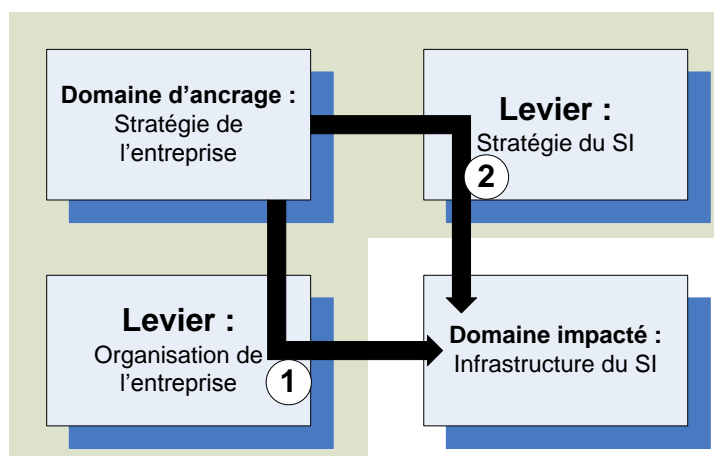 Domaine d'ancrage :
Stratégie de
l'entreprise
Levier :
Stratégie du SI
2
Levier :
Organisation de
l'entreprise
1
Domaine impacté :
Infrastructure du SI